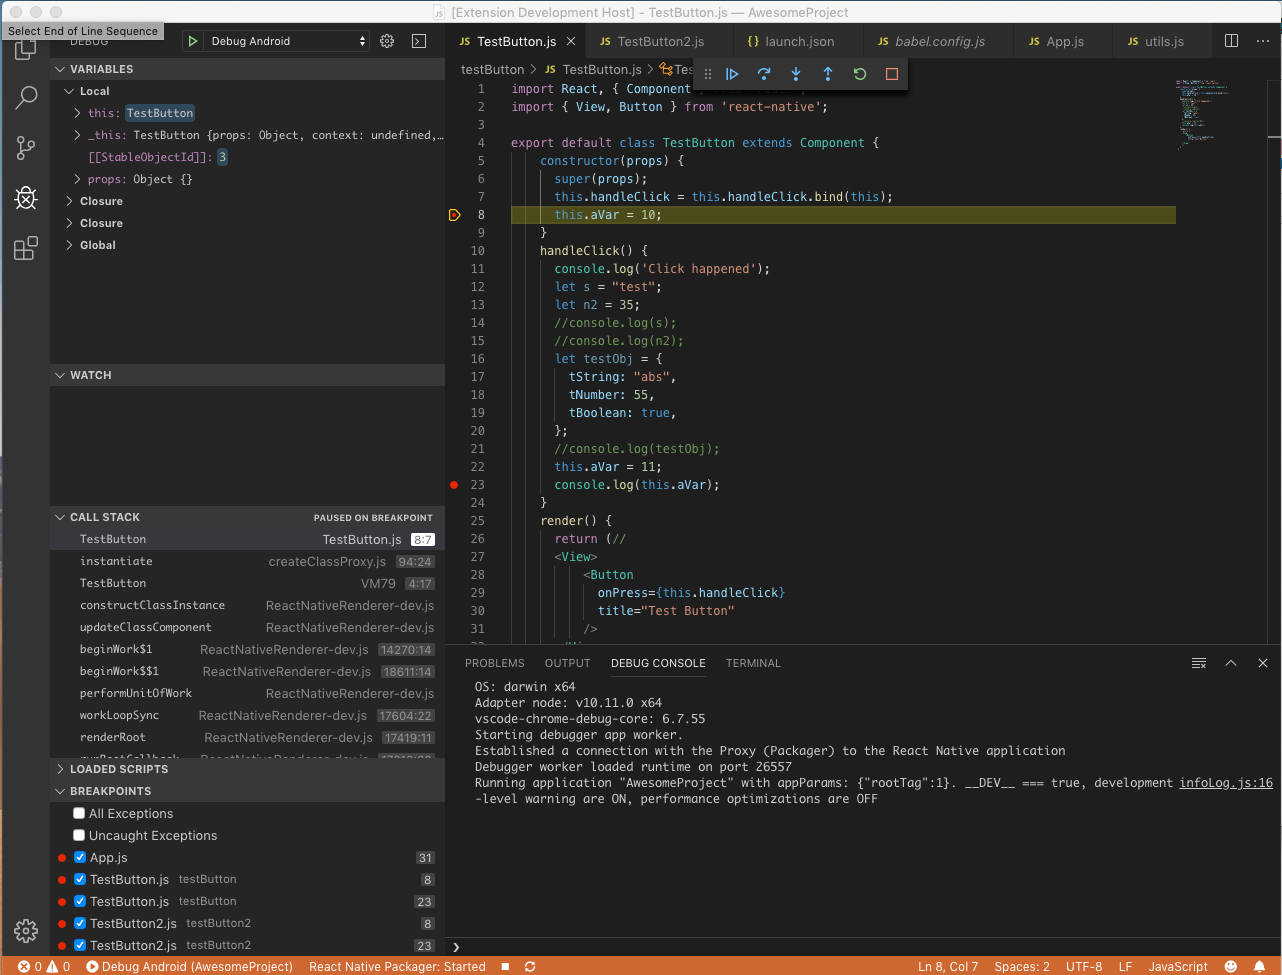 [Extension Development Host] - TestButton.js — AwesomeProject
Select End of Line Sequence
DEBUG
Debug Android
VARIABLES
Local
this: TestButton
_this: TestButton {props: Object, context: undefined,...
[[StableObjectId]]: 3
props: Object {}
Closure
Closure
Global
WATCH
CALL STACK PAUSED ON BREAKPOINT
TestButton TestButton.js 8:7
instantiate createClassProxy.js 94:24
TestButton VM79 4:17
constructClassInstance ReactNativeRenderer-dev.js
updateClassComponent ReactNativeRenderer-dev.js
beginWork$1 ReactNativeRenderer-dev.js 14270:14
beginWork$$1 ReactNativeRenderer-dev.js 18611:14
performUnitOfWork ReactNativeRenderer-dev.js
workLoopSync ReactNativeRenderer-dev.js 17604:22
renderRoot ReactNativeRenderer-dev.js 17419:11
LOADED SCRIPTS
BREAKPOINTS
All Exceptions
Uncaught Exceptions
App.js 31
TestButton.js testButton 8
TestButton.js testButton 23
TestButton2.js testButton2 8
TestButton2.js testButton2 23
JS TestButton.js JS TestButton2.js {} launch.json JS babel.config.js JS App.js JS utils.js
testButton > JS TestButton.js > Tes
1 import React, { Component
2 import { View, Button } from 'react-native';
3
4 export default class TestButton extends Component {
5 constructor(props) {
6 super(props);
7 this.handleClick = this.handleClick.bind(this);
8 this.aVar = 10;
9 }
10 handleClick() {
11 console.log('Click happened');
12 let s = "test";
13 let n2 = 35;
14 //console.log(s);
15 //console.log(n2);
16 let testObj = {
17 tString: "abs",
18 tNumber: 55,
19 tBoolean: true,
20 };
21 //console.log(testObj);
22 this.aVar = 11;
23 console.log(this.aVar);
24 }
25 render() {
26 return (//
27 <View>
28 <Button
29 onPress={this.handleClick}
30 title="Test Button"
31 />
PROBLEMS OUTPUT DEBUG CONSOLE TERMINAL
OS: darwin x64
Adapter node: v10.11.0 x64
vscode-chrome-debug-core: 6.7.55
Starting debugger app worker.
Established a connection with the Proxy (Packager) to the React Native application
Debugger worker loaded runtime on port 26557
Running application "AwesomeProject" with appParams: {"rootTag":1}. __DEV__ === true, development infoLog.js:16
-level warning are ON, performance optimizations are OFF
0 0 Debug Android (AwesomeProject) React Native Packager: Started Ln 8, Col 7 Spaces: 2 UTF-8 LF JavaScript